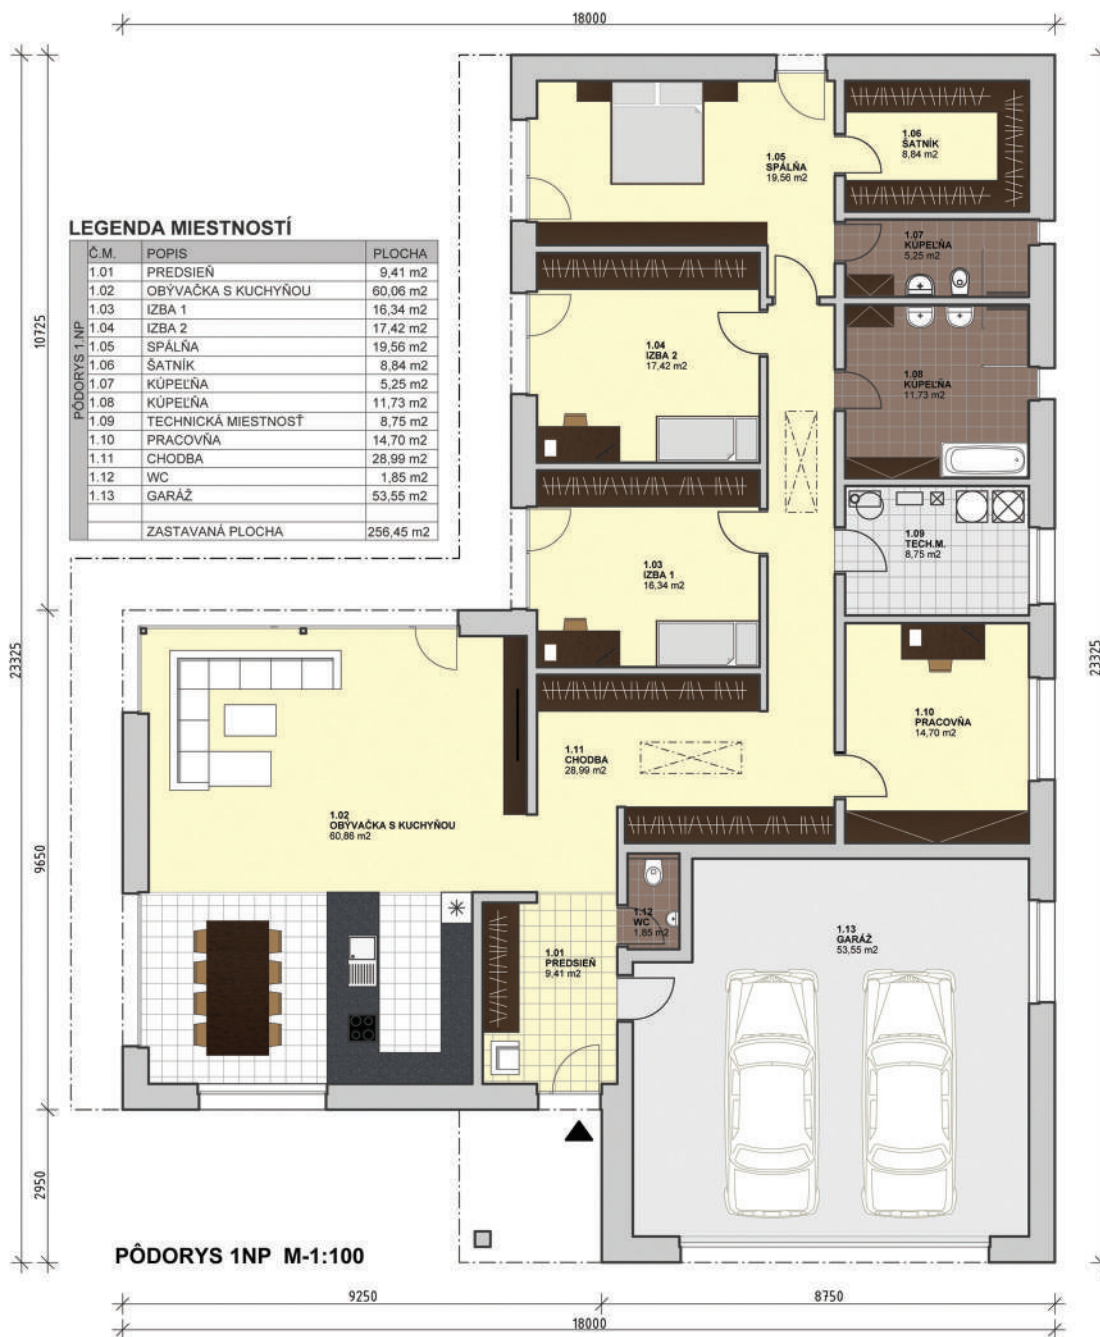 18000
LEGENDA MIESTNOSTÍ
PÔDORYS 1.NP
Č.M. POPIS PLOCHA
1.01 PREDSIEŇ 9,41 m2
1.02 OBÝVAČKA S KUCHYŇOU 60,06 m2
1.03 IZBA 1 16,34 m2
1.04 IZBA 2 17,42 m2
1.05 SPÁLŇA 19,56 m2
1.06 ŠATNÍK 8,84 m2
1.07 KÚPEĽŇA 5,25 m2
1.08 KÚPEĽŇA 11,73 m2
1.09 TECHNICKÁ MIESTNOSŤ 8,75 m2
1.10 PRACOVŇA 14,70 m2
1.11 CHODBA 28,99 m2
1.12 WC 1,85 m2
1.13 GARÁŽ 53,55 m2
ZASTAVANÁ PLOCHA 256,45 m2
1.05
SPÁLŇA
19,56 m2
1.06
ŠATNÍK
8,84 m2
1.07
KÚPEĽŇA
5,25 m2
1.04
IZBA 2
17,42 m2
1.08
KÚPEĽŇA
11,73 m2
1.03
IZBA 1
16,34 m2
1.09
TECH.M.
8,75 m2
1.10
PRACOVŇA
14,70 m2
1.11
CHODBA
28,99 m2
1.02
OBÝVAČKA S KUCHYŇOU
60,86 m2
1.12
WC
1,85 m2
1.01
PREDSIEŇ
9,41 m2
1.13
GARÁŽ
53,55 m2
10725
23325
9650
2950
23325
PÔDORYS 1NP M-1:100
9250
8750
18000